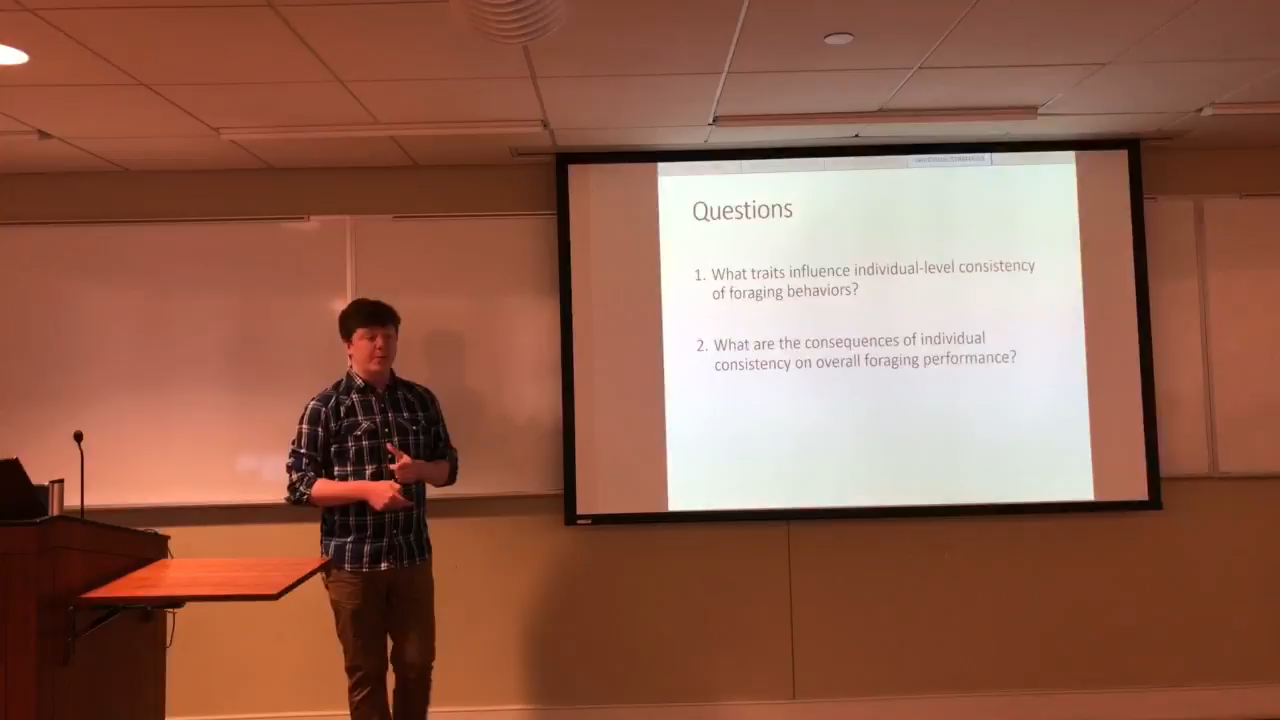 Questions
1. What traits influence individual-level consistency
of foraging behaviors?
2. What are the consequences of individual
consistency on overall foraging performance?